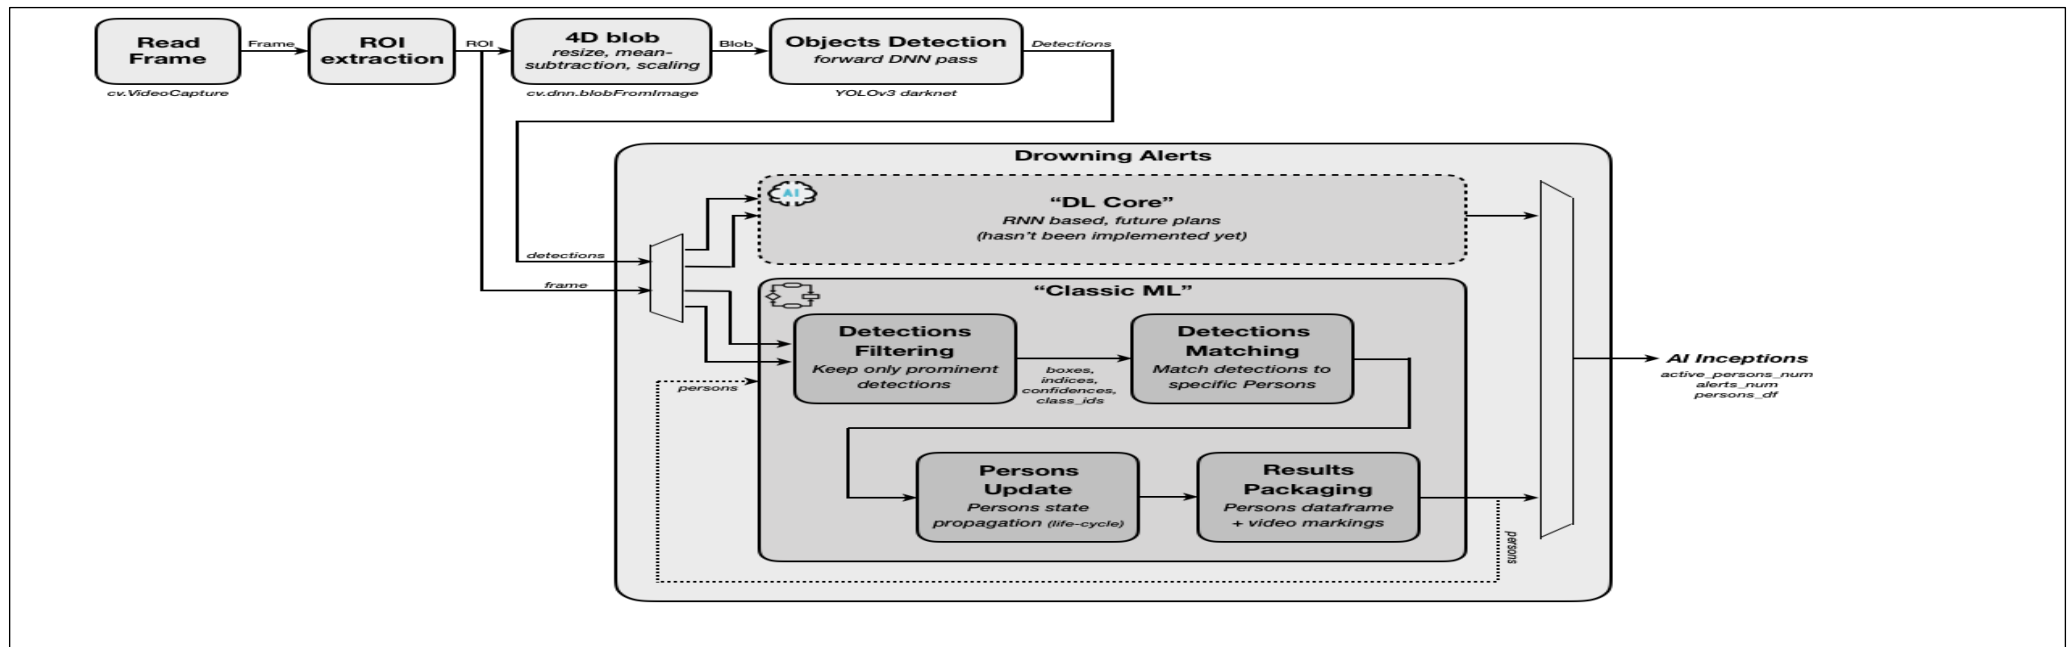 Read
Frame
cv.VideoCapture
Frame
ROI
extraction
ROI
4D blob
resize, mean-
subtraction, scaling
cv.dnn.blobFromImage
Blob
Objects Detection
forward DNN pass
YOLOv3 darknet
Detections
Drowning Alerts
AI
“DL Core”
RNN based, future plans
(hasn't been implemented yet)
detections
frame
“Classic ML”
Detections
Filtering
Keep only prominent
detections
boxes,
indices,
confidences,
class_ids
Detections
Matching
Match detections to
specific Persons
persons
Persons
Update
Persons state
propagation (life-cycle)
Results
Packaging
Persons dataframe
+ video markings
persons
AI Inceptions
active_persons_num
alerts_num
persons_df